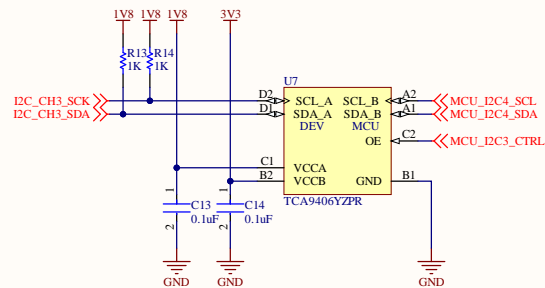 1V8 1V8 1V8 3V3
R13 R14
1K 1K
U7
I2C_CH3_SCK D2 SCL_A SCL_B A2 MCU_I2C4_SCL
I2C_CH3_SDA D1 SDA_A SDA_B A1 MCU_I2C4_SDA
DEV MCU
OE C2 MCU_I2C3_CTRL
C1 VCCA
B2 VCCB GND B1
TCA9406YZPR
1 1
C13 C14
0.1uF 0.1uF
2 2
GND GND GND